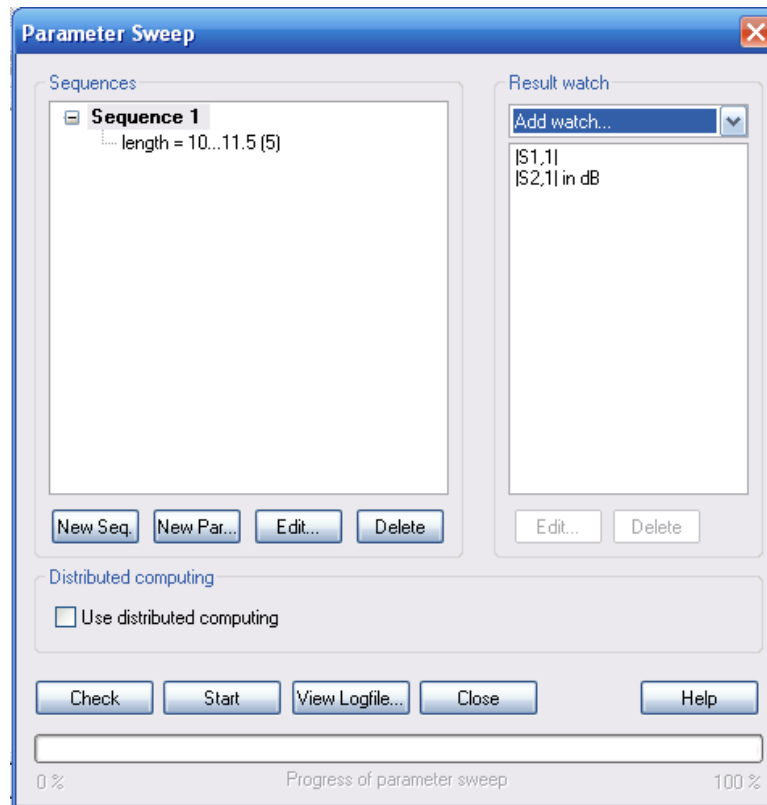 Parameter Sweep
Sequences
Sequence 1
length = 10...11.5 (5)
New Seq.
New Par...
Edit...
Delete
Result watch
Add watch...
|S1,1|
|S2,1| in dB
Edit...
Delete
Distributed computing
Use distributed computing
Check
Start
View Logfile...
Close
Help
0 %
Progress of parameter sweep
100 %